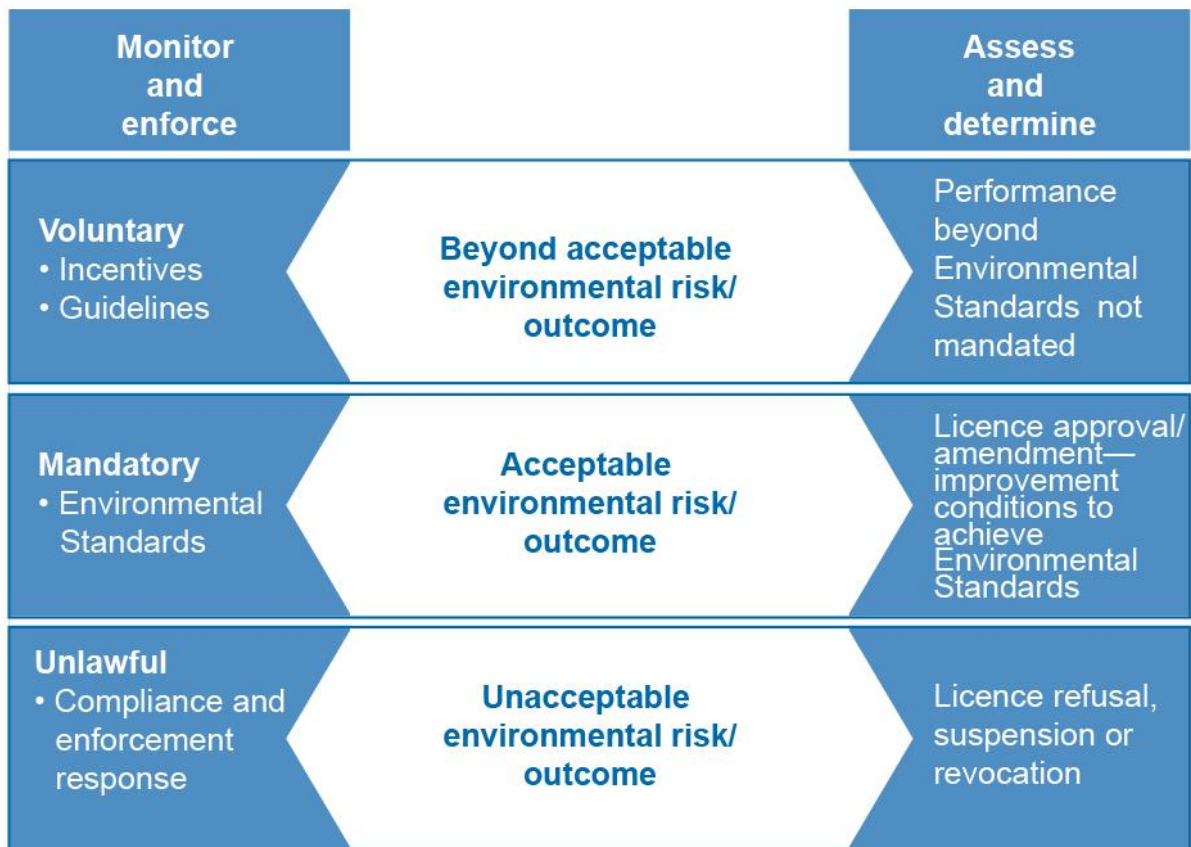 Monitor
and
enforce
Assess
and
determine
Voluntary
• Incentives
• Guidelines
Beyond acceptable
environmental risk/
outcome
Performance
beyond
Environmental
Standards not
mandated
Mandatory
• Environmental
Standards
Acceptable
environmental risk/
outcome
Licence approval/
amendment—
improvement
conditions to
achieve
Environmental
Standards
Unlawful
• Compliance and
enforcement
response
Unacceptable
environmental risk/
outcome
Licence refusal,
suspension or
revocation